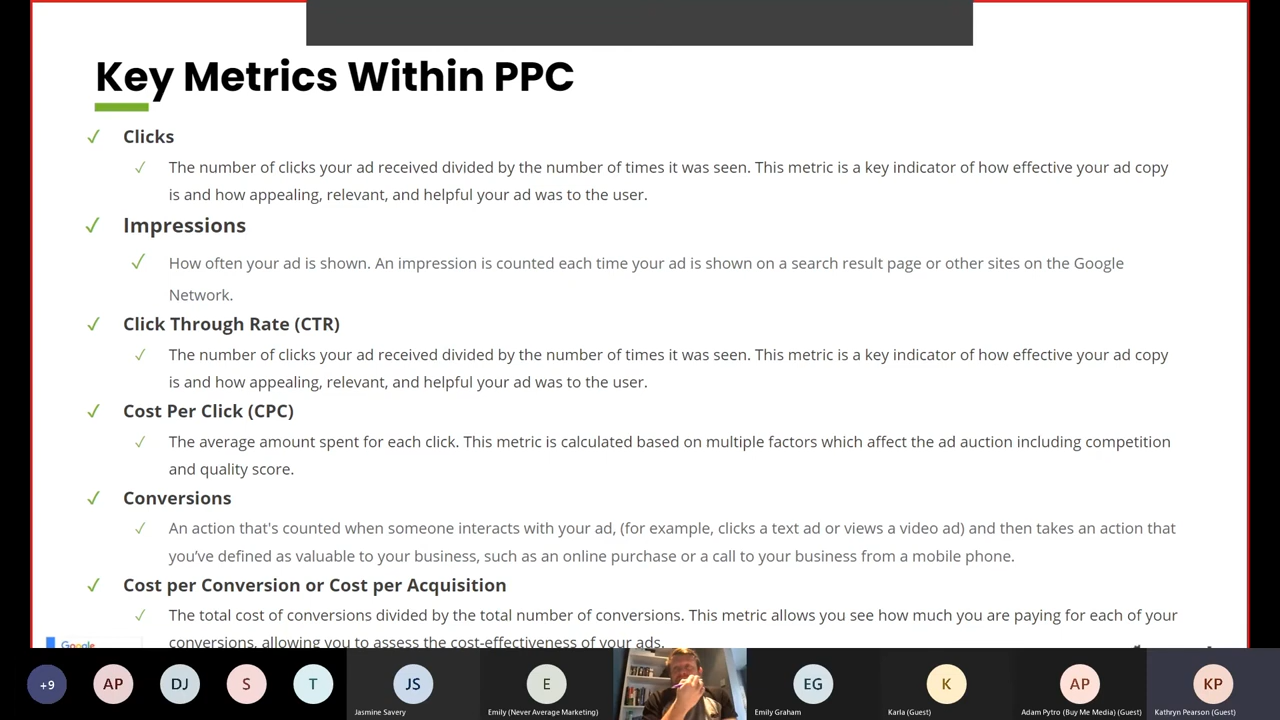 Key Metrics Within PPC
✓ Clicks
✓ The number of clicks your ad received divided by the number of times it was seen. This metric is a key indicator of how effective your ad copy
is and how appealing, relevant, and helpful your ad was to the user.
✓ Impressions
✓ How often your ad is shown. An impression is counted each time your ad is shown on a search result page or other sites on the Google
Network.
✓ Click Through Rate (CTR)
✓ The number of clicks your ad received divided by the number of times it was seen. This metric is a key indicator of how effective your ad copy
is and how appealing, relevant, and helpful your ad was to the user.
✓ Cost Per Click (CPC)
✓ The average amount spent for each click. This metric is calculated based on multiple factors which affect the ad auction including competition
and quality score.
✓ Conversions
✓ An action that's counted when someone interacts with your ad, (for example, clicks a text ad or views a video ad) and then takes an action that
you’ve defined as valuable to your business, such as an online purchase or a call to your business from a mobile phone.
✓ Cost per Conversion or Cost per Acquisition
✓ The total cost of conversions divided by the total number of conversions. This metric allows you see how much you are paying for each of your
conversions, allowing you to assess the cost-effectiveness of your ads.
Google
+9 AP DJ S T JS E EG K AP KP
Jasmine Savery Emily (Never Average Marketing) Emily Graham Karla (Guest) Adam Pytro (Buy Me Media) (Guest) Kathryn Pearson (Guest)